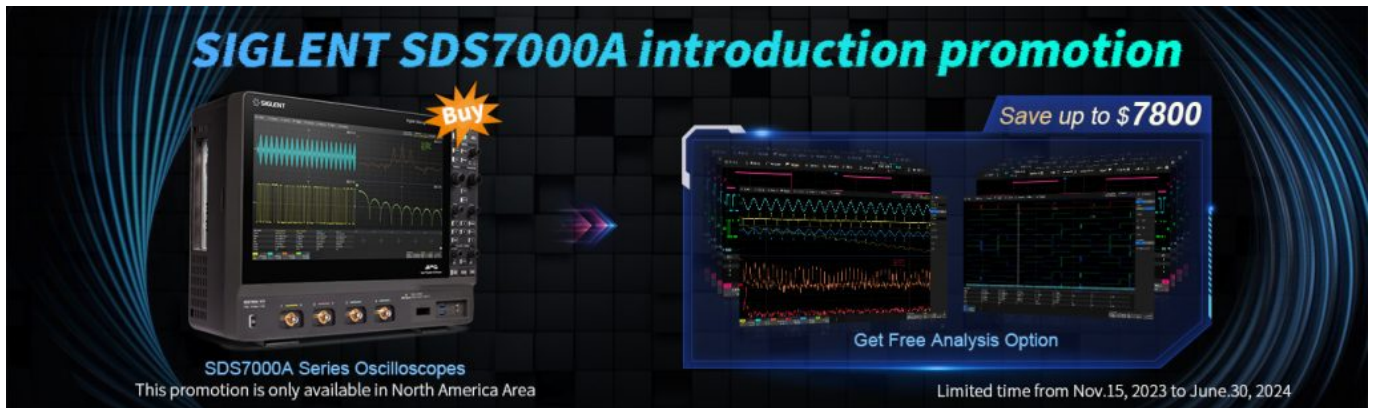 SIGLENT SDS7000A introduction promotion
SIGLENT
Buy
Save up to $7800
Get Free Analysis Option
SDS7000A Series Oscilloscopes
This promotion is only available in North America Area
Limited time from Nov.15, 2023 to June.30, 2024